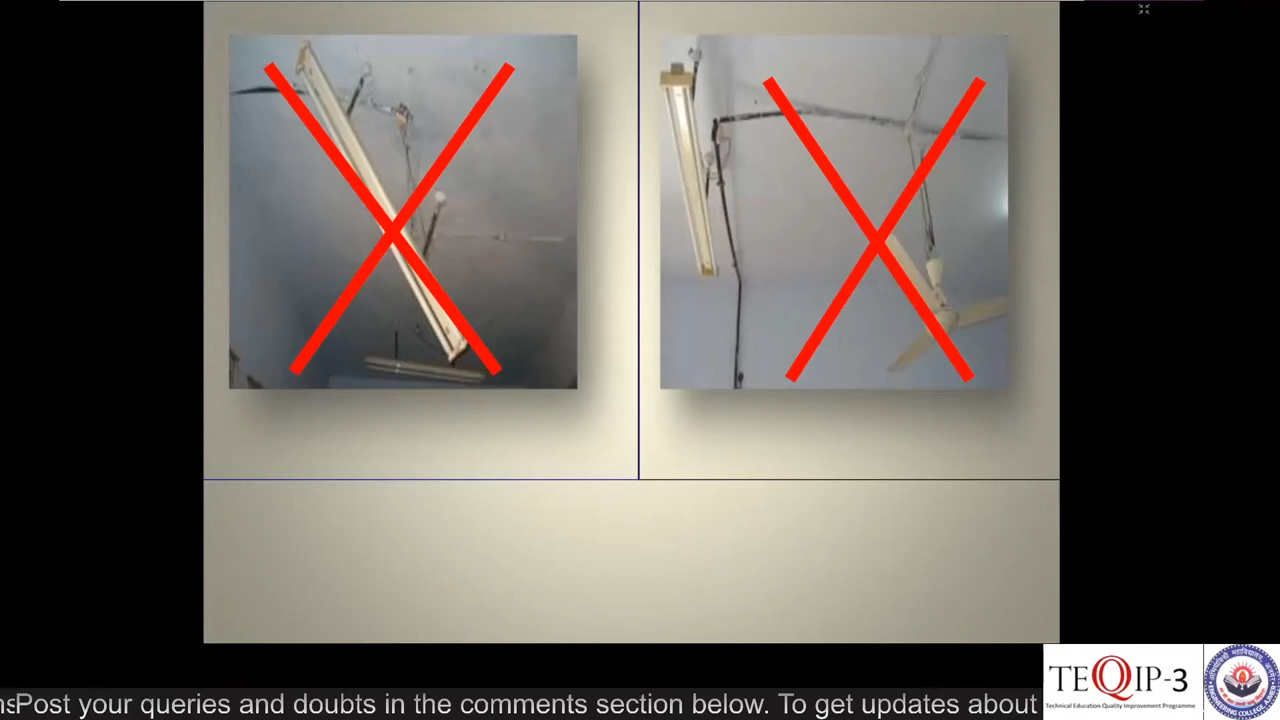 nsPost your queries and doubts in the comments section below. To get updates about
TEQIP-3
Technical Education Quality Improvement Programme